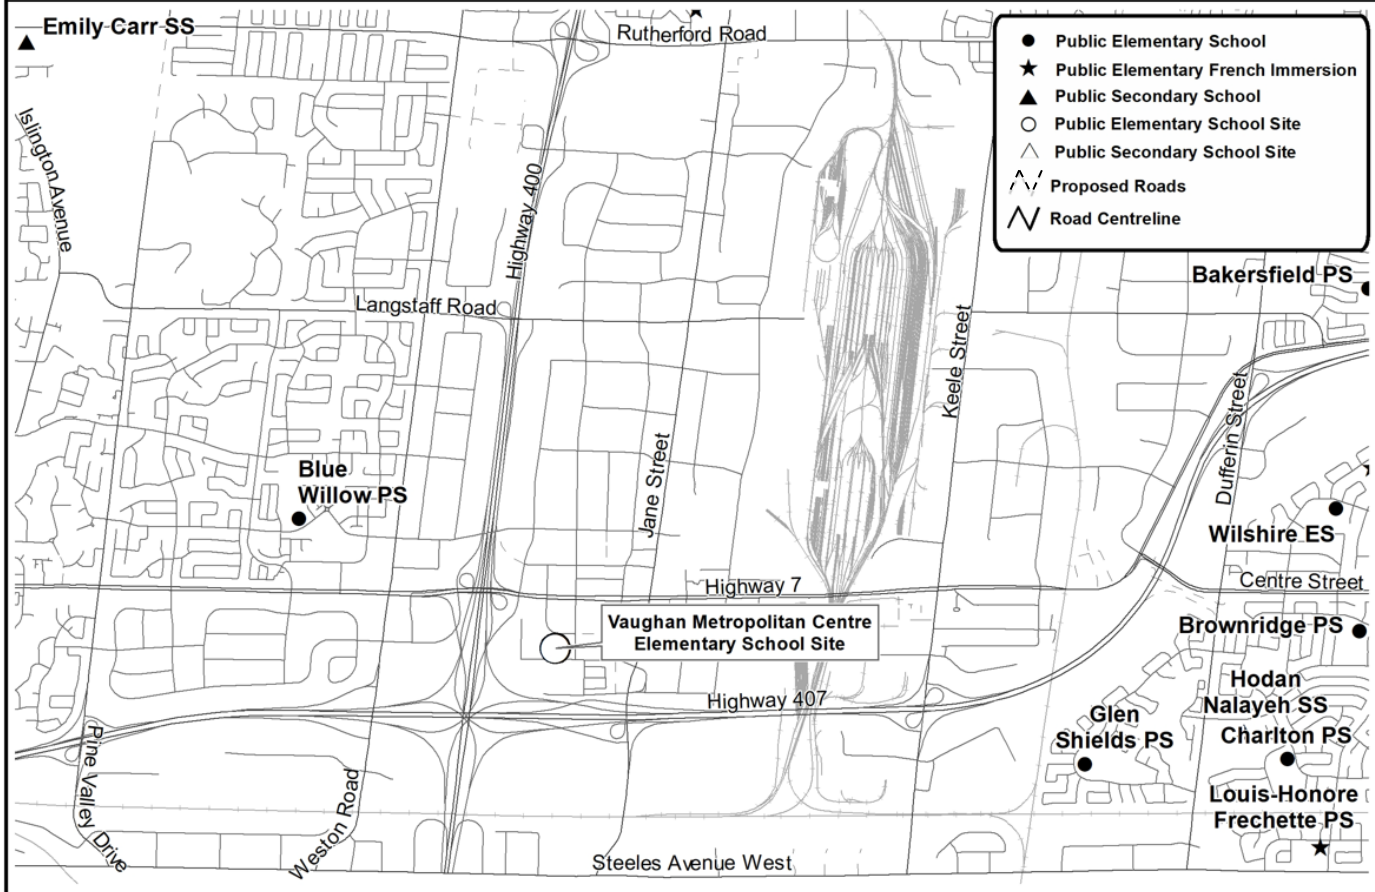 Emily Carr SS
Rutherford Road
Public Elementary School
Public Elementary French Immersion
Public Secondary School
Public Elementary School Site
Public Secondary School Site
Proposed Roads
Road Centreline
Islington Avenue
Highway 400
Langstaff Road
Bakersfield PS
Keele Street
Dufferin Street
Jane Street
Blue
Willow PS
Wilshire ES
Highway 7
Centre Street
Vaughan Metropolitan Centre
Elementary School Site
Brownridge PS
Highway 407
Hodan
Nalayeh SS
Glen
Shields PS
Charlton PS
Pine Valley Drive
Weston Road
Louis-Honore
Frechette PS
Steeles Avenue West